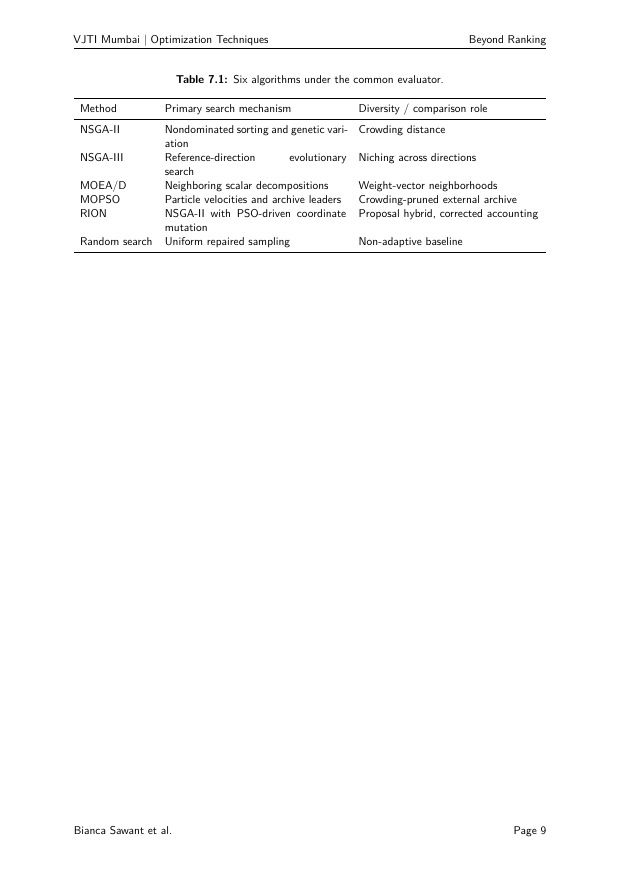 VJTI Mumbai | Optimization Techniques Beyond Ranking
Table 7.1: Six algorithms under the common evaluator.
Method Primary search mechanism Diversity / comparison role
NSGA-II Nondominated sorting and genetic vari- Crowding distance
ation
NSGA-III Reference-direction evolutionary Niching across directions
search
MOEA/D Neighboring scalar decompositions Weight-vector neighborhoods
MOPSO Particle velocities and archive leaders Crowding-pruned external archive
RION NSGA-II with PSO-driven coordinate Proposal hybrid, corrected accounting
mutation
Random search Uniform repaired sampling Non-adaptive baseline
Bianca Sawant et al. Page 9